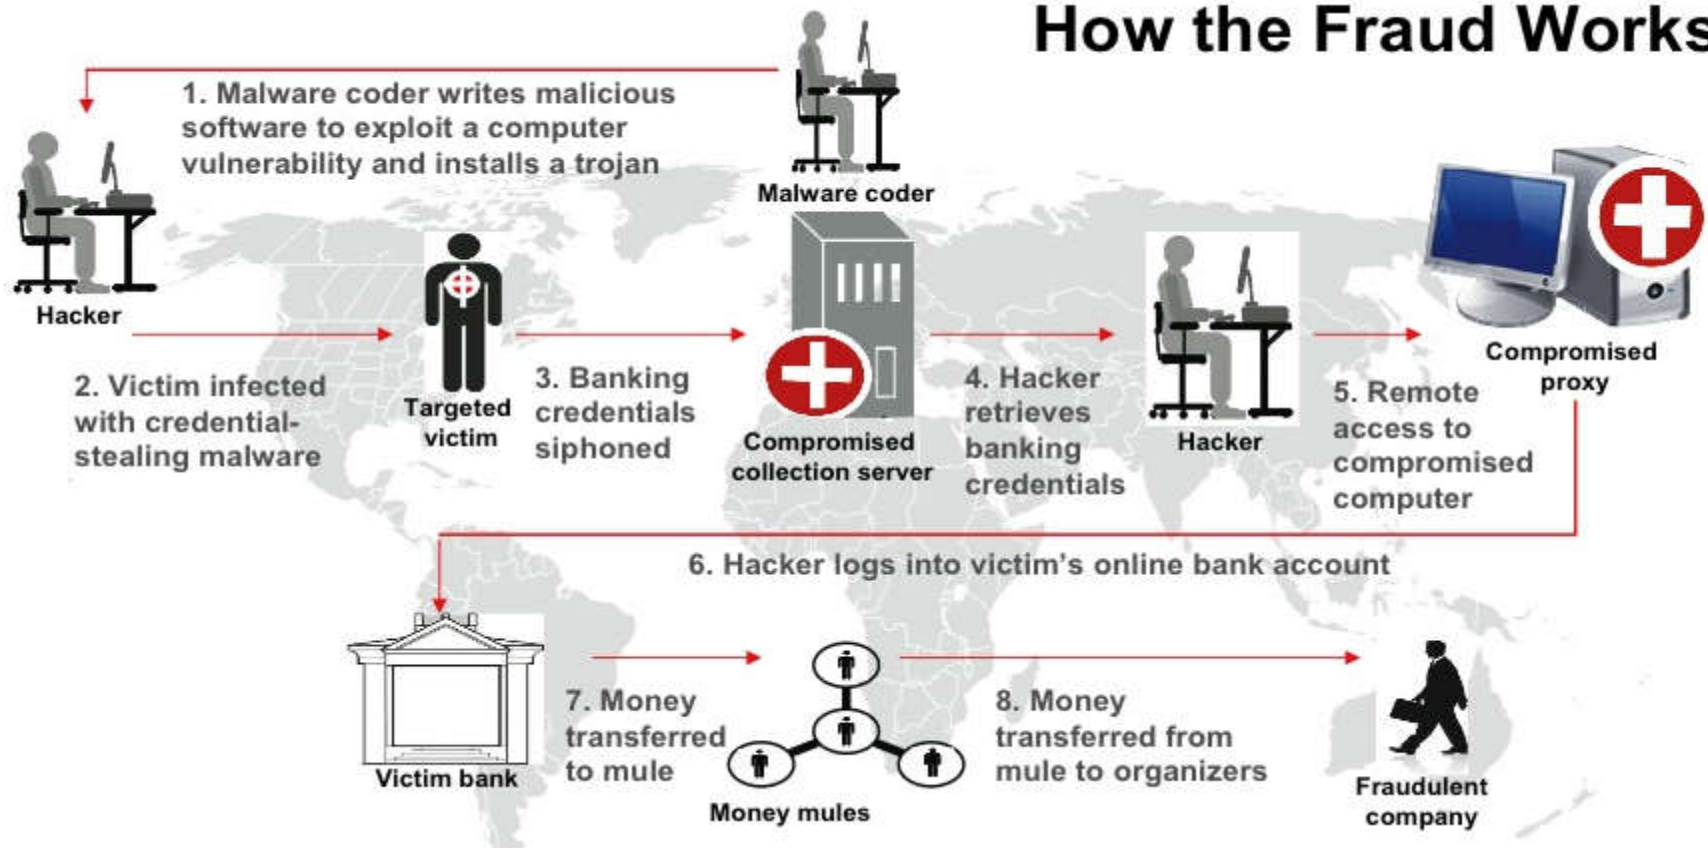 How the Fraud Works
1. Malware coder writes malicious
software to exploit a computer
vulnerability and installs a trojan
Malware coder
Hacker
2. Victim infected
with credential-
stealing malware
Targeted
victim
3. Banking
credentials
siphoned
Compromised
collection server
4. Hacker
retrieves
banking
credentials
Hacker
5. Remote
access to
compromised
computer
Compromised
proxy
6. Hacker logs into victim's online bank account
Victim bank
7. Money
transferred
to mule
Money mules
8. Money
transferred from
mule to organizers
Fraudulent
company